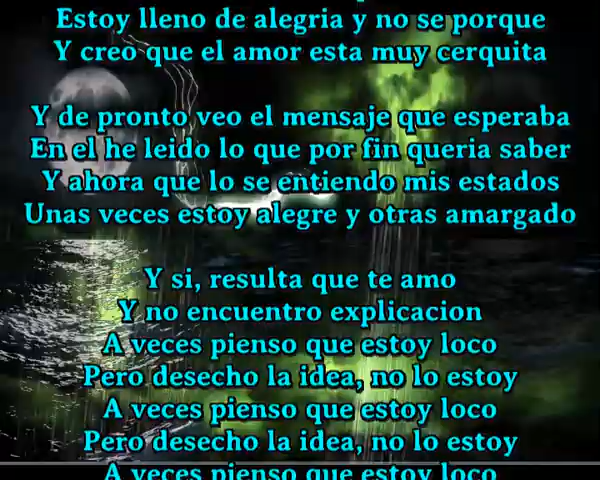 Estoy lleno de alegria y no se porque
Y creo que el amor esta muy cerquita
Y de pronto veo el mensaje que esperaba
En el he leido lo que por fin queria saber
Y ahora que lo se entiendo mis estados
Unas veces estoy alegre y otras amargado
Y si, resulta que te amo
Y no encuentro explicacion
A veces pienso que estoy loco
Pero desecho la idea, no lo estoy
A veces pienso que estoy loco
Pero desecho la idea, no lo estoy
A veces pienso que estoy loco